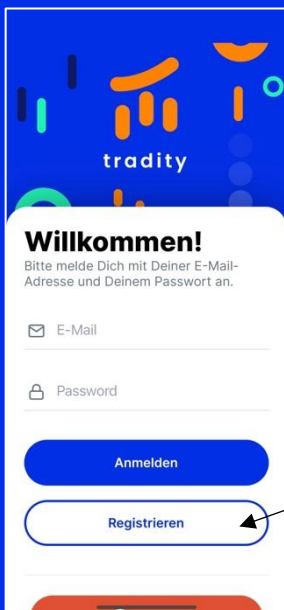 tradity
Willkommen!
Bitte melde Dich mit Deiner E-Mail-
Adresse und Deinem Passwort an.
E-Mail
Password
Anmelden
Registrieren